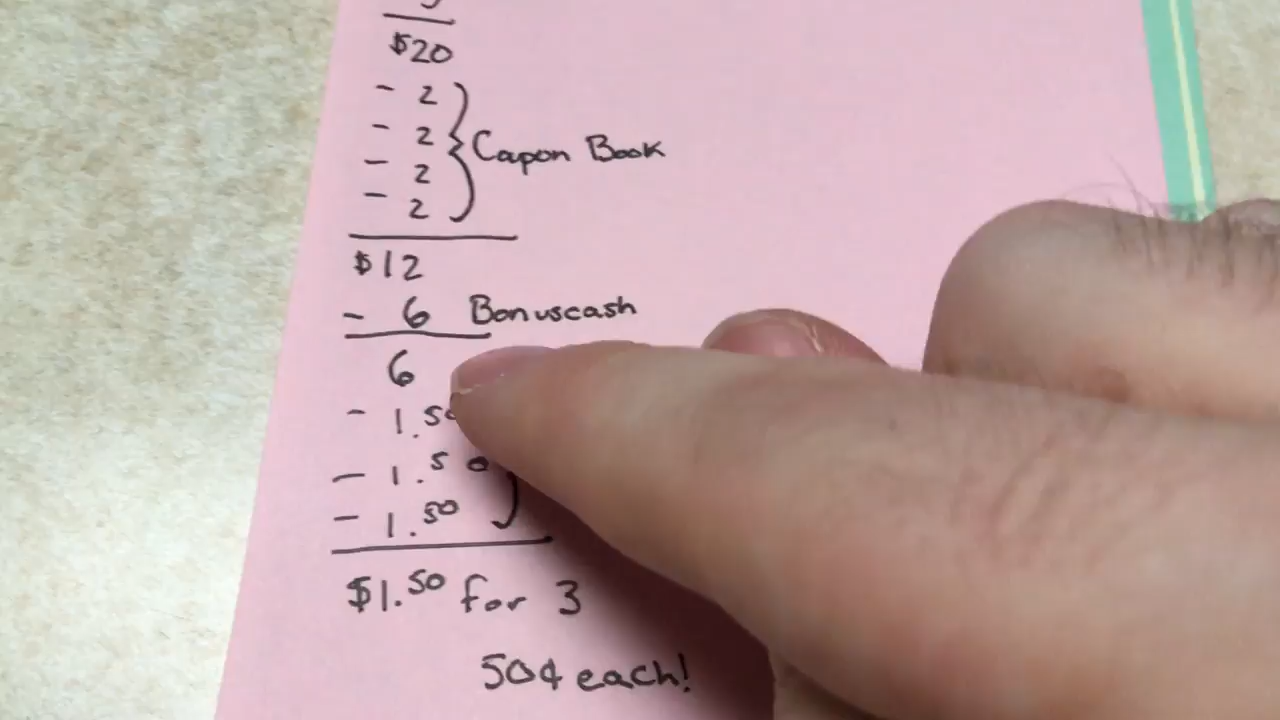 $20
- 2
- 2 Capon Book
- 2
- 2
$12
- 6 Bonuscash
6
- 1.50
- 1.50
- 1.50
$1.50 for 3
50¢ each!